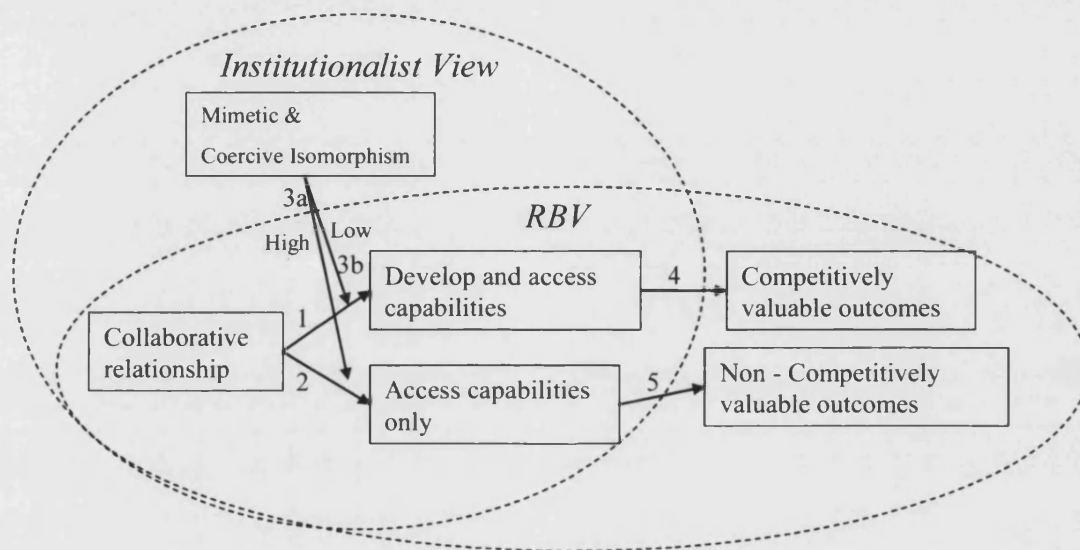 Institutionalist View
Mimetic &
Coercive Isomorphism
3a
RBV
High
Low
3b
Develop and access
capabilities
4
Competitively
valuable outcomes
1
Collaborative
relationship
2
Access capabilities
only
5
Non - Competitively
valuable outcomes